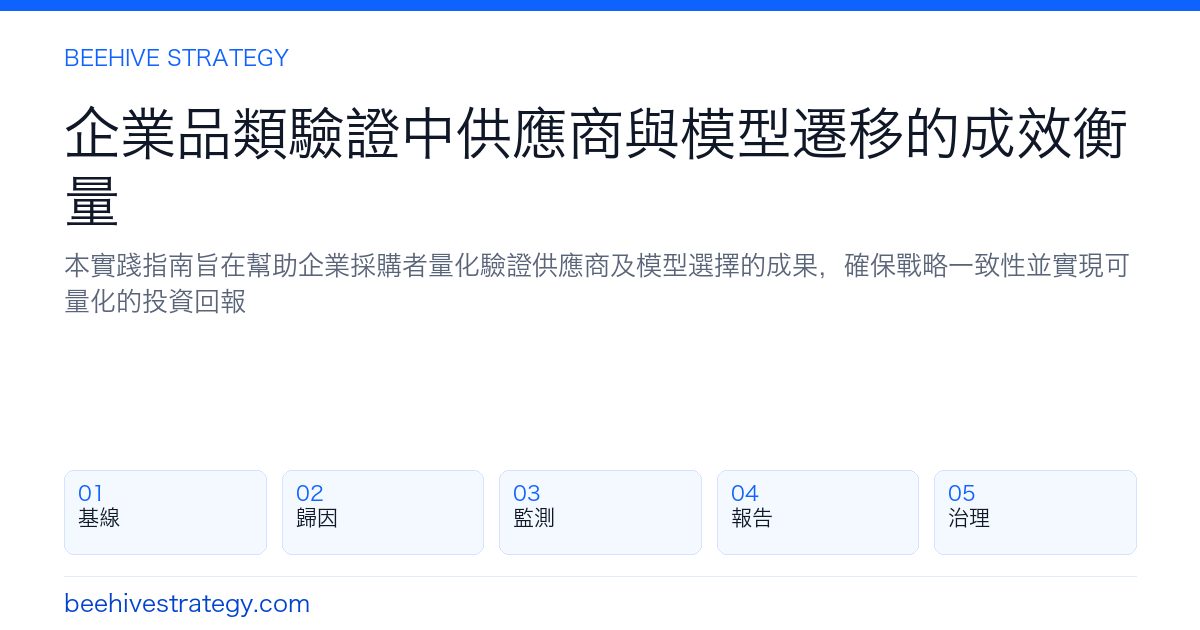 BEEHIVE STRATEGY
企業品類驗證中供應商與模型遷移的成效衡
量
本實踐指南旨在幫助企業採購者量化驗證供應商及模型選擇的成果，確保戰略一致性並實現可
量化的投資回報
01
基線
02
歸因
03
監測
04
報告
05
治理
beehivestrategy.com